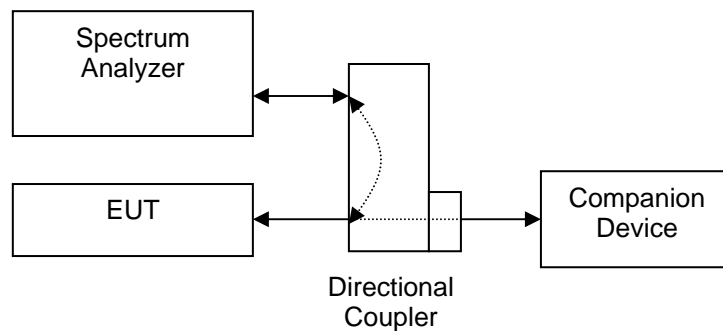 Spectrum
Analyzer
EUT
Companion
Device
Directional
Coupler